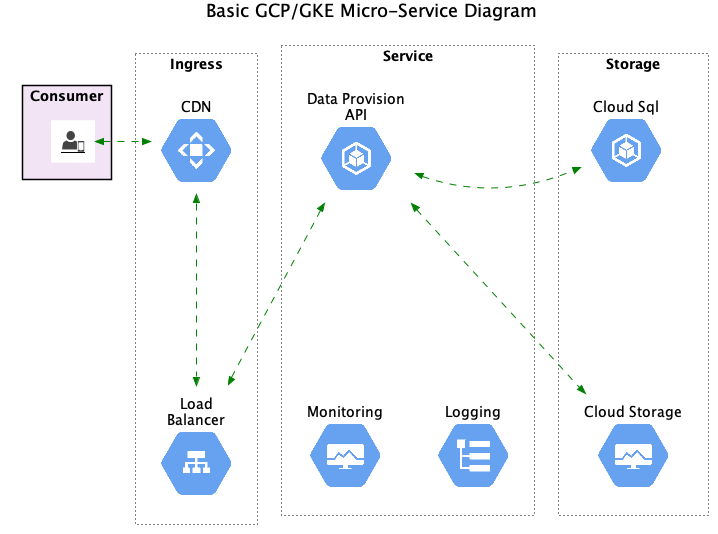 Basic GCP/GKE Micro-Service Diagram
Consumer
Ingress
CDN
Load
Balancer
Service
Data Provision
API
Monitoring
Logging
Storage
Cloud Sql
Cloud Storage